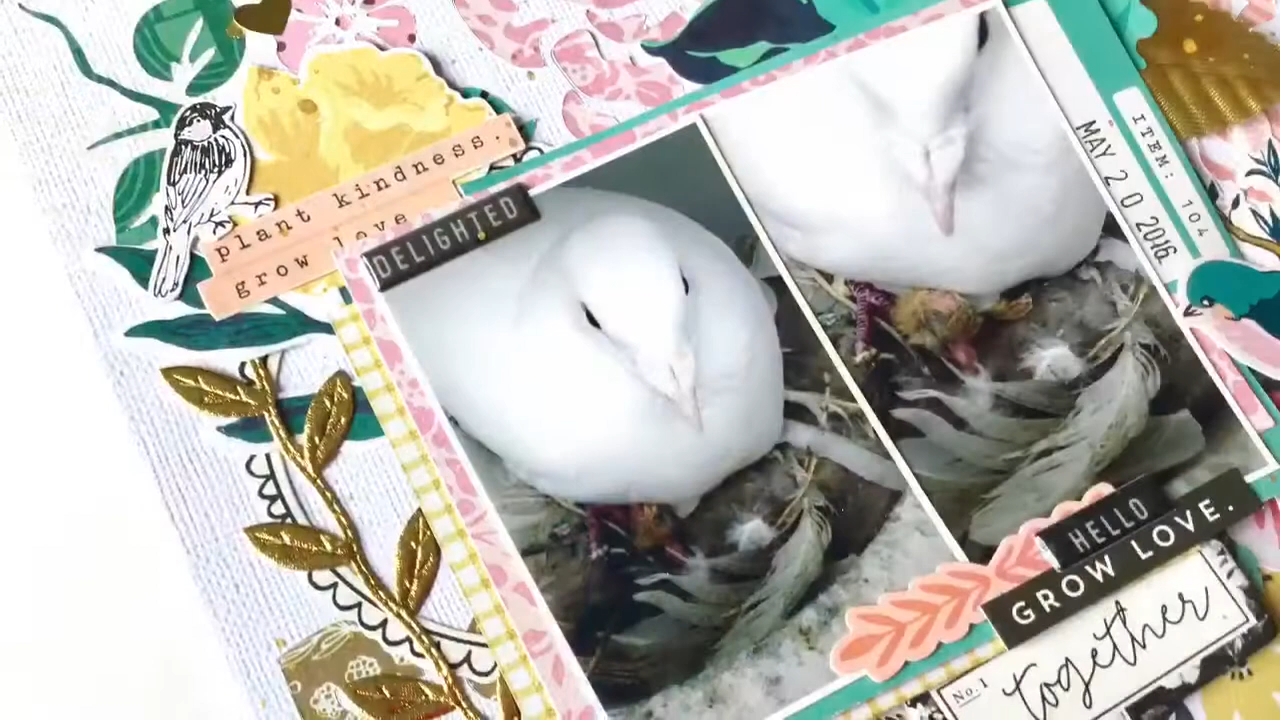 plant kindness.
grow love
DELIGHTED
ITEM: 104
MAY 20 2016
HELLO
GROW LOVE.
No.1
together